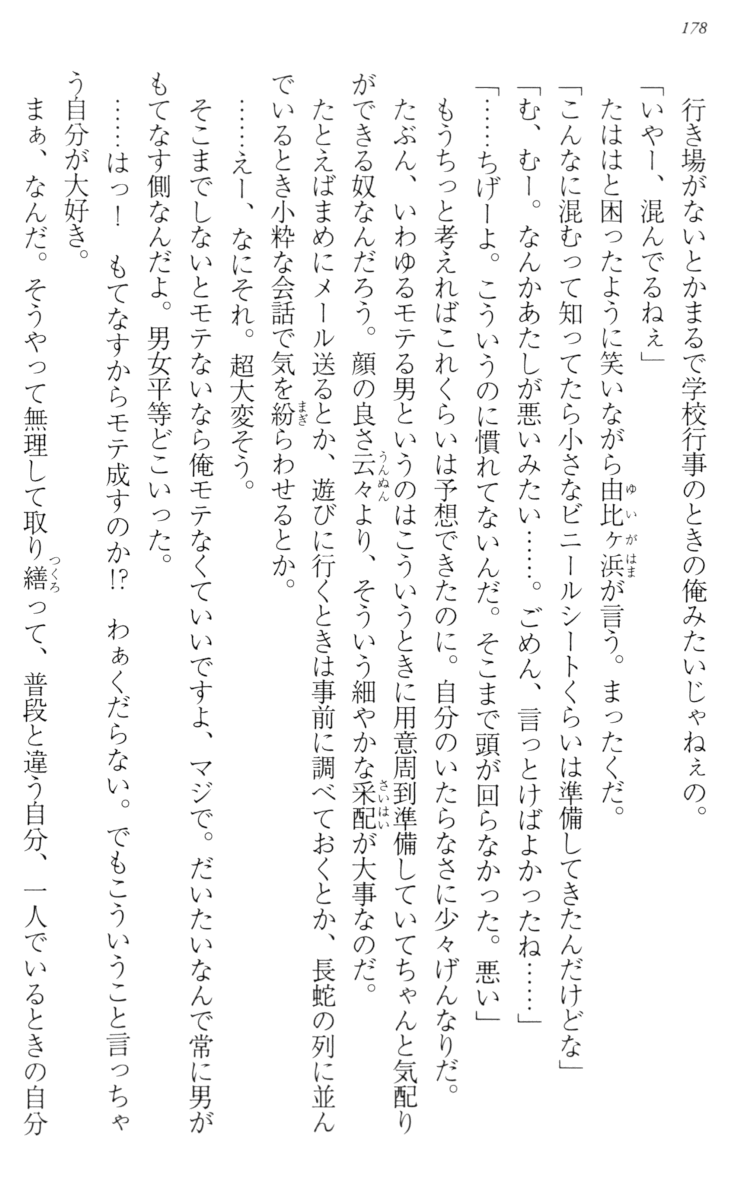 178
行き場がないとかまるで学校行事のときの俺みたいじゃねぇの。
「いやー、混んでるねぇ」
たははと困ったように笑いながら由比ヶ浜が言う。まったくだ。
「こんなに混むって知ってたら小さなビニールシートくらいは準備してきたんだけどな」
「む、むー。なんかあたしが悪いみたい……。ごめん、言っとけばよかったね……」
「……ちげーよ。こういうのに慣れてないんだ。そこまで頭が回らなかった。悪い」
もうちっと考えればこれくらいは予想できたのに。自分のいたらなさに少々げんなりだ。
たぶん、いわゆるモテる男というのはこういうときに用意周到準備していてちゃんと気配り
ができる奴なんだろう。顔の良さ云々より、そういう細やかな采配が大事なのだ。
たとえばまめにメール送るとか、遊びに行くときは事前に調べておくとか、長蛇の列に並ん
でいるとき小粋な会話で気を紛らわせるとか。
……えー、なにそれ。超大変そう。
そこまでしないとモテないなら俺モテなくていいですよ、マジで。だいたいなんで常に男が
もてなす側なんだよ。男女平等どこいった。
……はっ！　もてなすからモテ成すのか!?　わぁくだらない。でもこういうこと言っちゃ
う自分が大好き。
まぁ、なんだ。そうやって無理して取り繕って、普段と違う自分、一人でいるときの自分